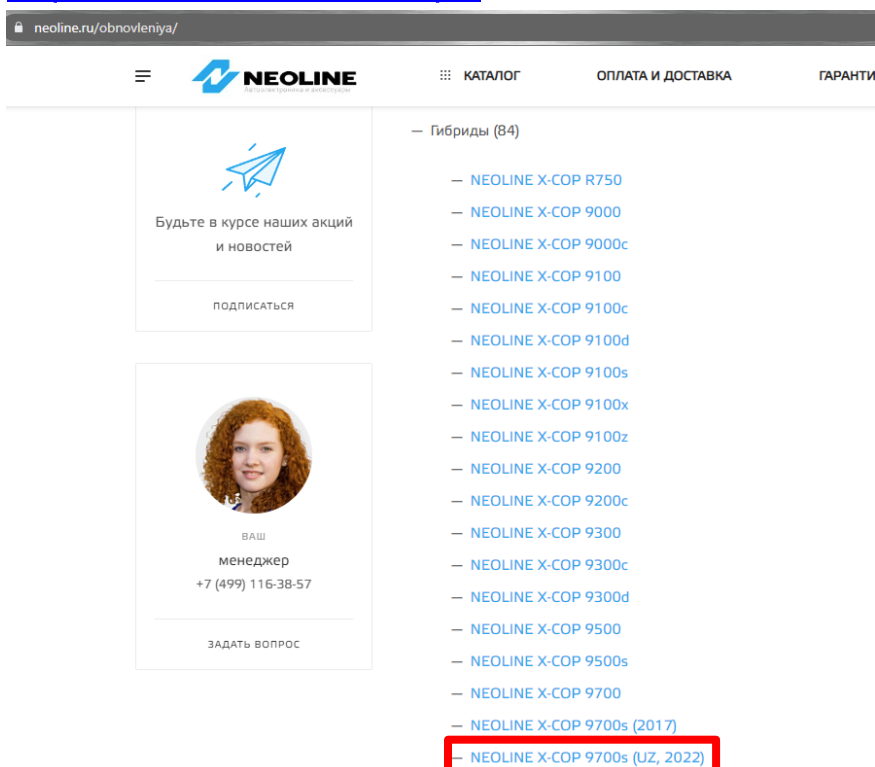 neoline.ru/obnovleniya/
NEOLINE
Автоэлектроника и аксессуары
КАТАЛОГ
ОПЛАТА И ДОСТАВКА
ГАРАНТИ
Будьте в курсе наших акций
и новостей
ПОДПИСАТЬСЯ
ВАШ
менеджер
+7 (499) 116-38-57
ЗАДАТЬ ВОПРОС
— Гибриды (84)
— NEOLINE X-COP R750
— NEOLINE X-COP 9000
— NEOLINE X-COP 9000c
— NEOLINE X-COP 9100
— NEOLINE X-COP 9100c
— NEOLINE X-COP 9100d
— NEOLINE X-COP 9100s
— NEOLINE X-COP 9100x
— NEOLINE X-COP 9100z
— NEOLINE X-COP 9200
— NEOLINE X-COP 9200c
— NEOLINE X-COP 9300
— NEOLINE X-COP 9300c
— NEOLINE X-COP 9300d
— NEOLINE X-COP 9500
— NEOLINE X-COP 9500s
— NEOLINE X-COP 9700
— NEOLINE X-COP 9700s (2017)
— NEOLINE X-COP 9700s (UZ, 2022)